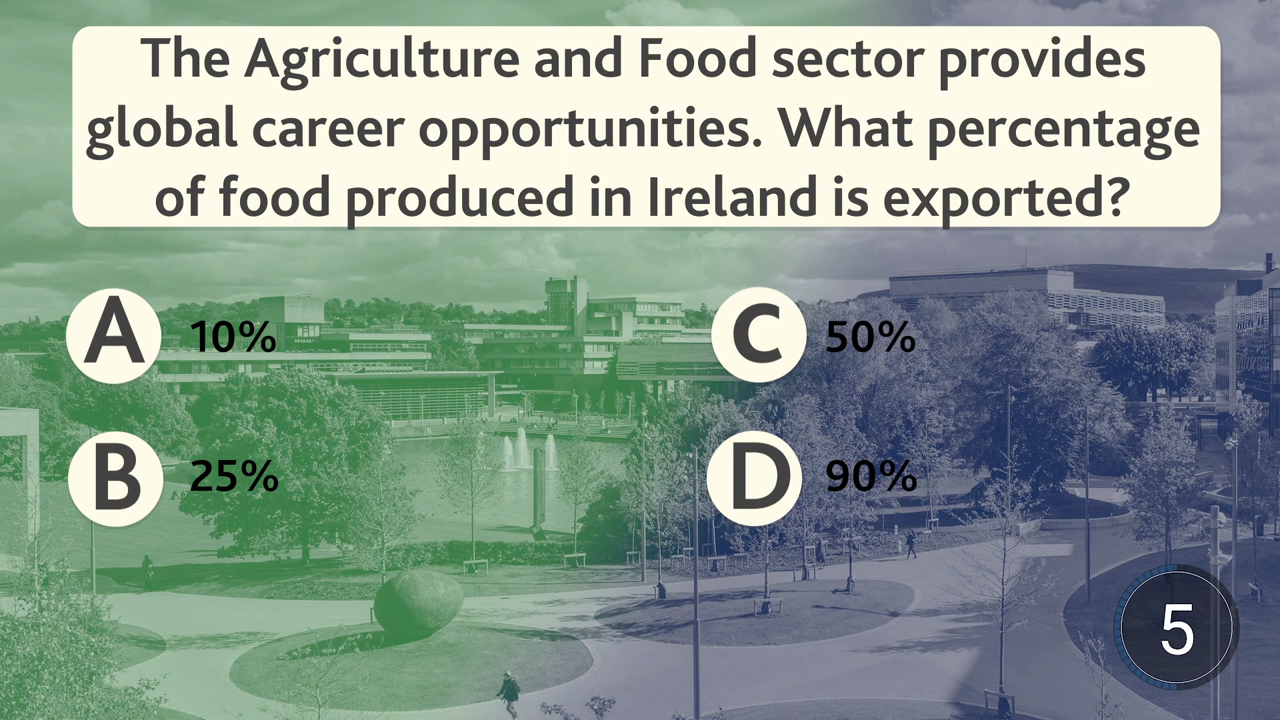 The Agriculture and Food sector provides
global career opportunities. What percentage
of food produced in Ireland is exported?
A 10%
B 25%
C 50%
D 90%
5